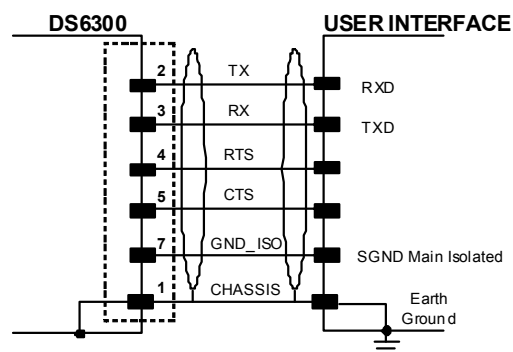 DS6300 USER INTERFACE
2 TX RXD
3 RX TXD
4 RTS
5 CTS
7 GND_ISO SGND Main Isolated
1 CHASSIS Earth
Ground